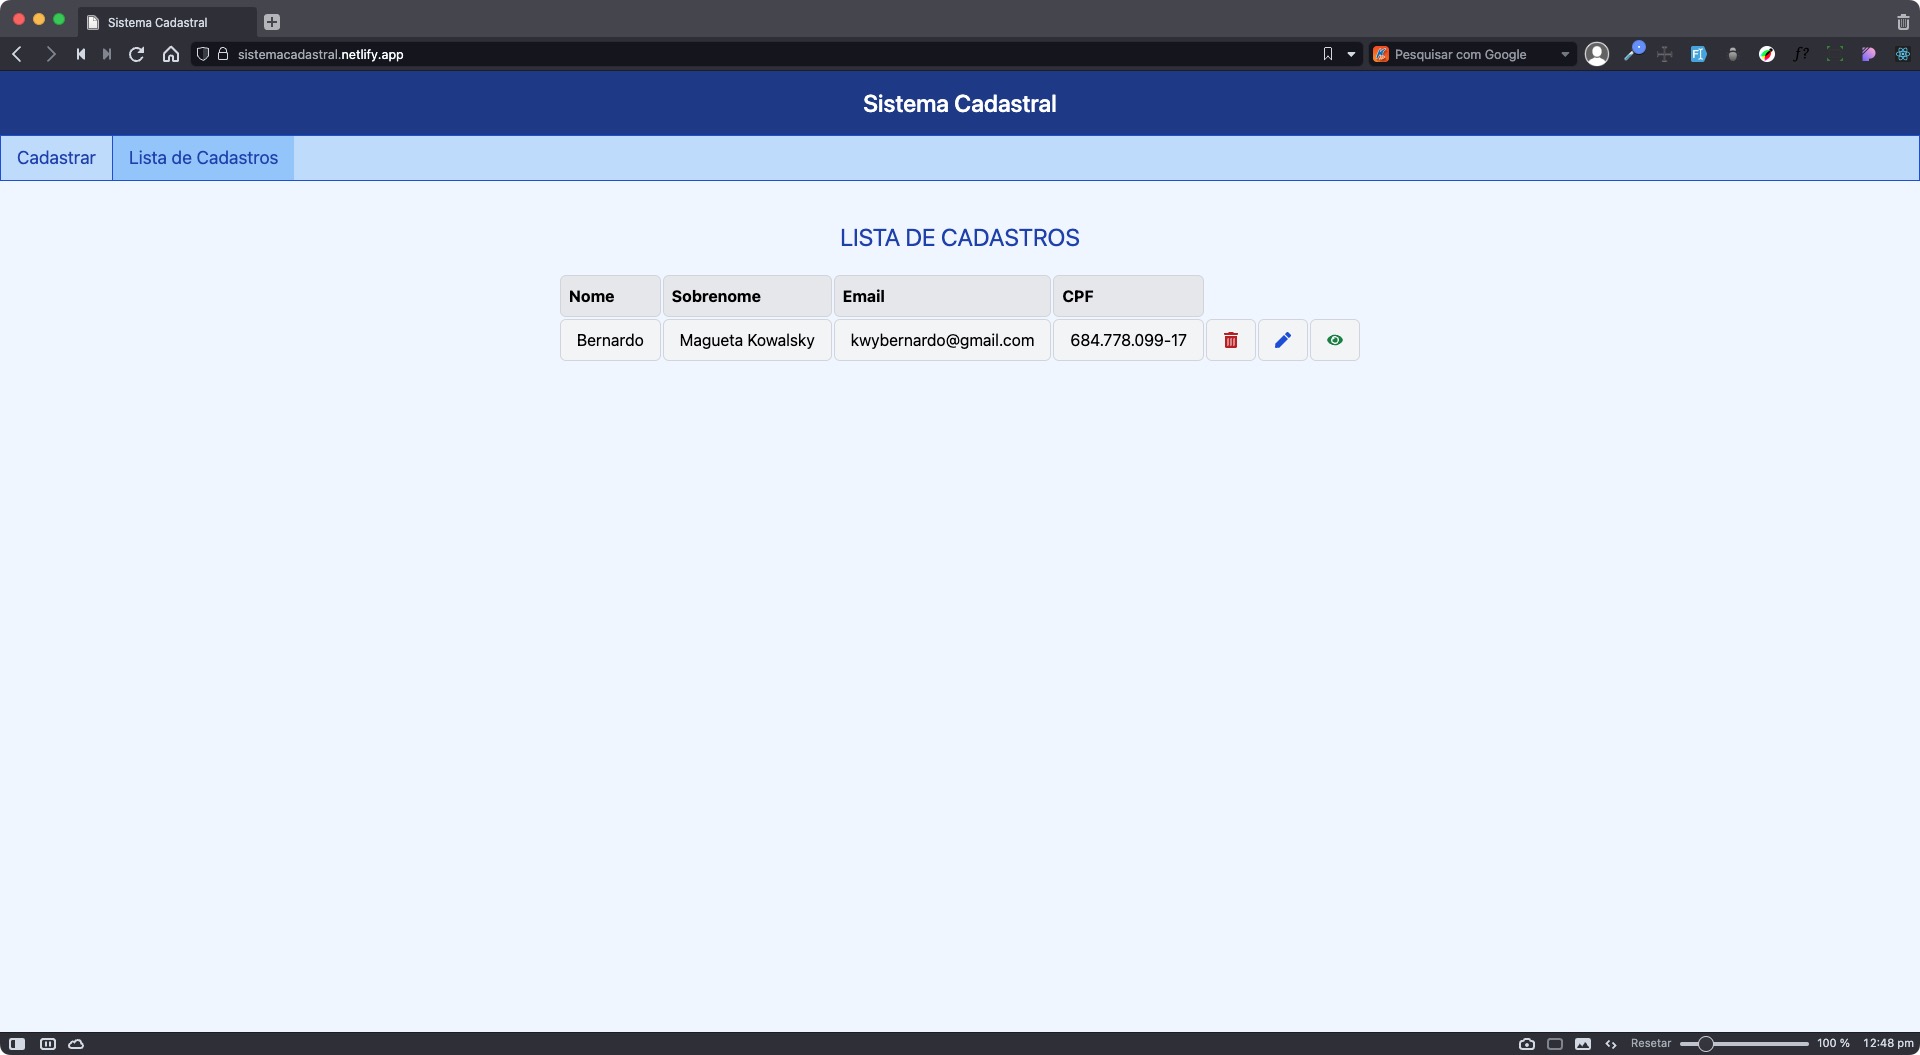 Sistema Cadastral
sistemacadastral.netlify.app
Pesquisar com Google
Sistema Cadastral
Cadastrar Lista de Cadastros
LISTA DE CADASTROS
Nome Sobrenome Email CPF
Bernardo Magueta Kowalsky kwybernardo@gmail.com 684.778.099-17
Resetar 100 % 12:48 pm